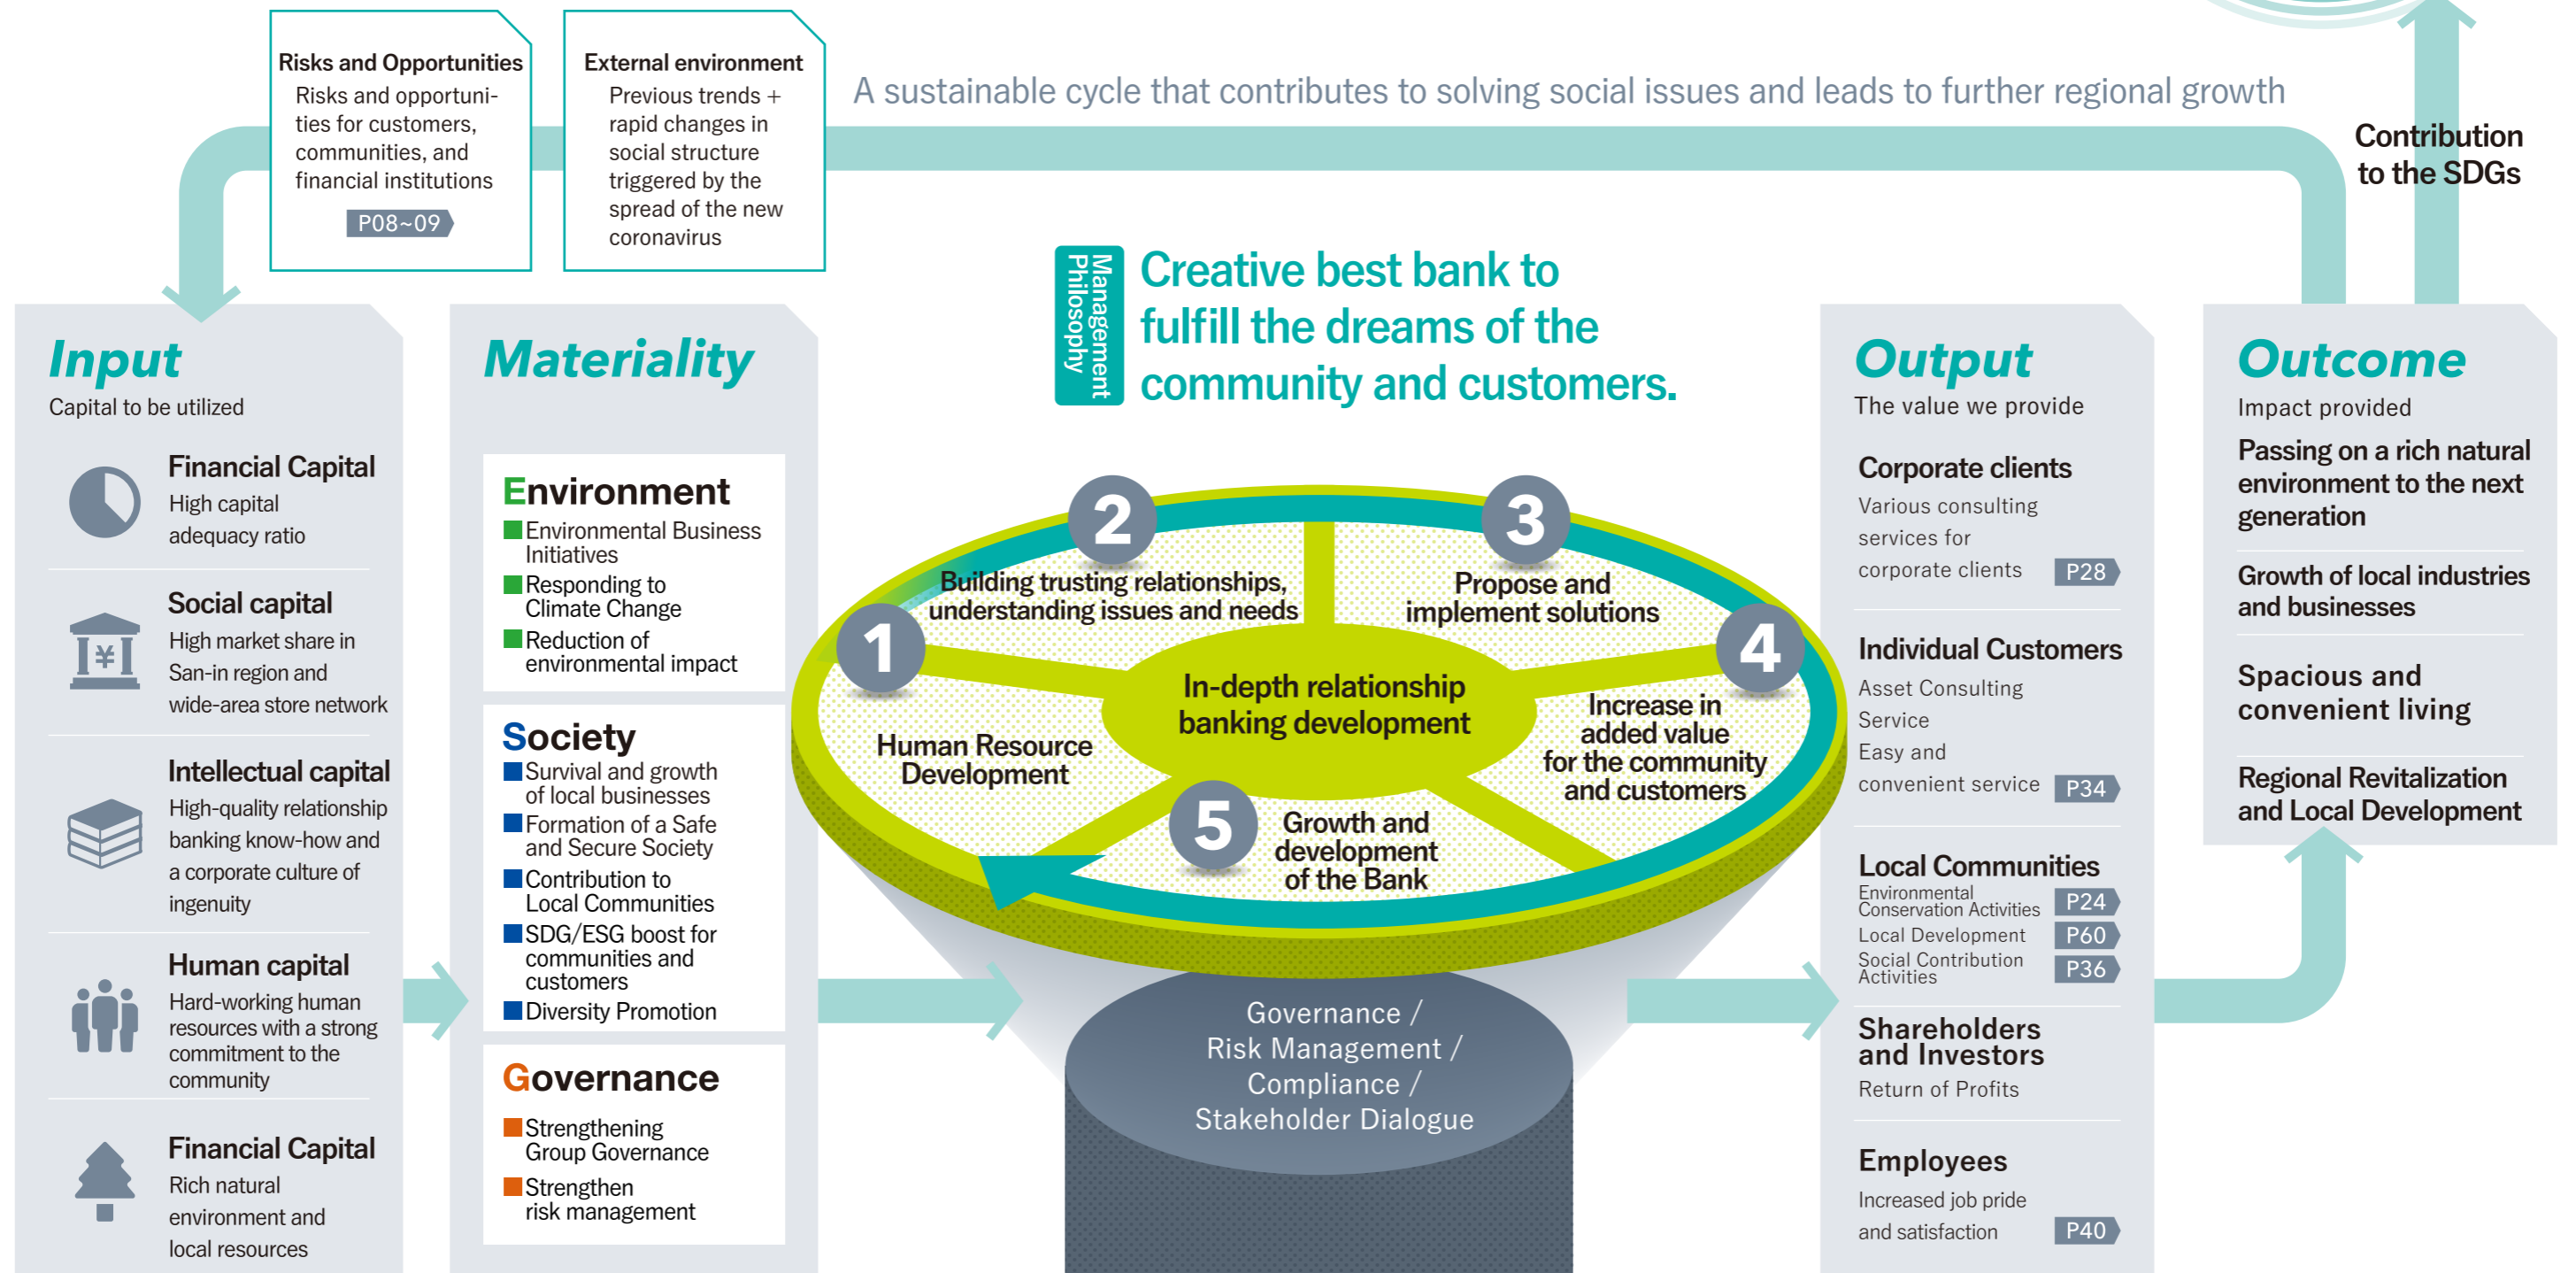 Risks and Opportunities
Risks and opportuni-
ties for customers,
communities, and
financial institutions
P08~09
External environment
Previous trends +
rapid changes in
social structure
triggered by the
spread of the new
coronavirus
A sustainable cycle that contributes to solving social issues and leads to further regional growth
Contribution
to the SDGs
Management
Philosophy
Creative best bank to
fulfill the dreams of the
community and customers.
Input
Capital to be utilized
Financial Capital
High capital
adequacy ratio
Social capital
High market share in
San-in region and
wide-area store network
Intellectual capital
High-quality relationship
banking know-how and
a corporate culture of
ingenuity
Human capital
Hard-working human
resources with a strong
commitment to the
community
Financial Capital
Rich natural
environment and
local resources
Materiality
Environment
Environmental Business
Initiatives
Responding to
Climate Change
Reduction of
environmental impact
Society
Survival and growth
of local businesses
Formation of a Safe
and Secure Society
Contribution to
Local Communities
SDG/ESG boost for
communities and
customers
Diversity Promotion
Governance
Strengthening
Group Governance
Strengthen
risk management
1
Human Resource
Development
2
Building trusting relationships,
understanding issues and needs
3
Propose and
implement solutions
4
Increase in
added value
for the community
and customers
5
Growth and
development
of the Bank
In-depth relationship
banking development
Governance /
Risk Management /
Compliance /
Stakeholder Dialogue
Output
The value we provide
Corporate clients
Various consulting
services for
corporate clients P28
Individual Customers
Asset Consulting
Service
Easy and
convenient service P34
Local Communities
Environmental
Conservation Activities P24
Local Development P60
Social Contribution
Activities P36
Shareholders
and Investors
Return of Profits
Employees
Increased job pride
and satisfaction P40
Outcome
Impact provided
Passing on a rich natural
environment to the next
generation
Growth of local industries
and businesses
Spacious and
convenient living
Regional Revitalization
and Local Development